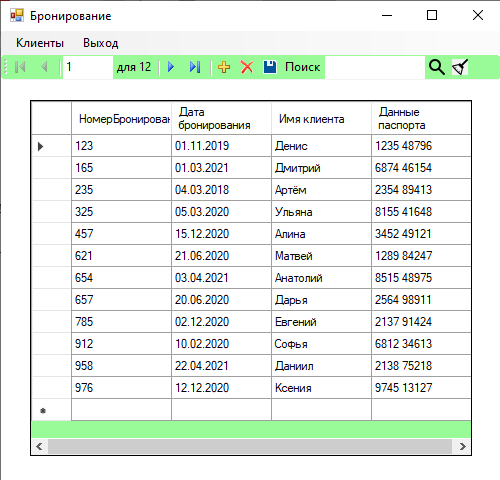 Бронирование
Клиенты Выход
1 для 12 Поиск
НомерБронирован Дата бронирования Имя клиента Данные паспорта
123 01.11.2019 Денис 1235 48796
165 01.03.2021 Дмитрий 6874 46154
235 04.03.2018 Артём 2354 89413
325 05.03.2020 Ульяна 8155 41648
457 15.12.2020 Алина 3452 49121
621 21.06.2020 Матвей 1289 84247
654 03.04.2021 Анатолий 8515 48975
657 20.06.2020 Дарья 2564 98911
785 02.12.2020 Евгений 2137 91424
912 10.02.2020 Софья 6812 34613
958 22.04.2021 Даниил 2138 75218
976 12.12.2020 Ксения 9745 13127